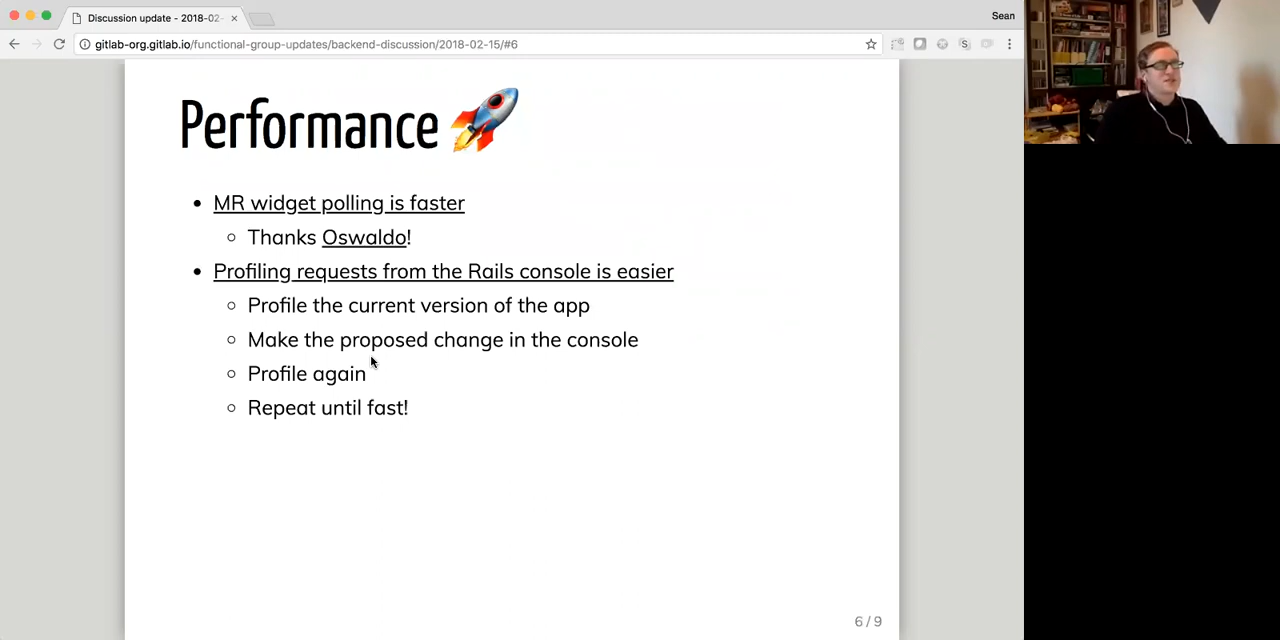 Discussion update - 2018-02-
Sean
gitlab-org.gitlab.io/functional-group-updates/backend-discussion/2018-02-15/#6
S
Performance
MR widget polling is faster
Thanks Oswaldo!
Profiling requests from the Rails console is easier
Profile the current version of the app
Make the proposed change in the console
Profile again
Repeat until fast!
6 / 9